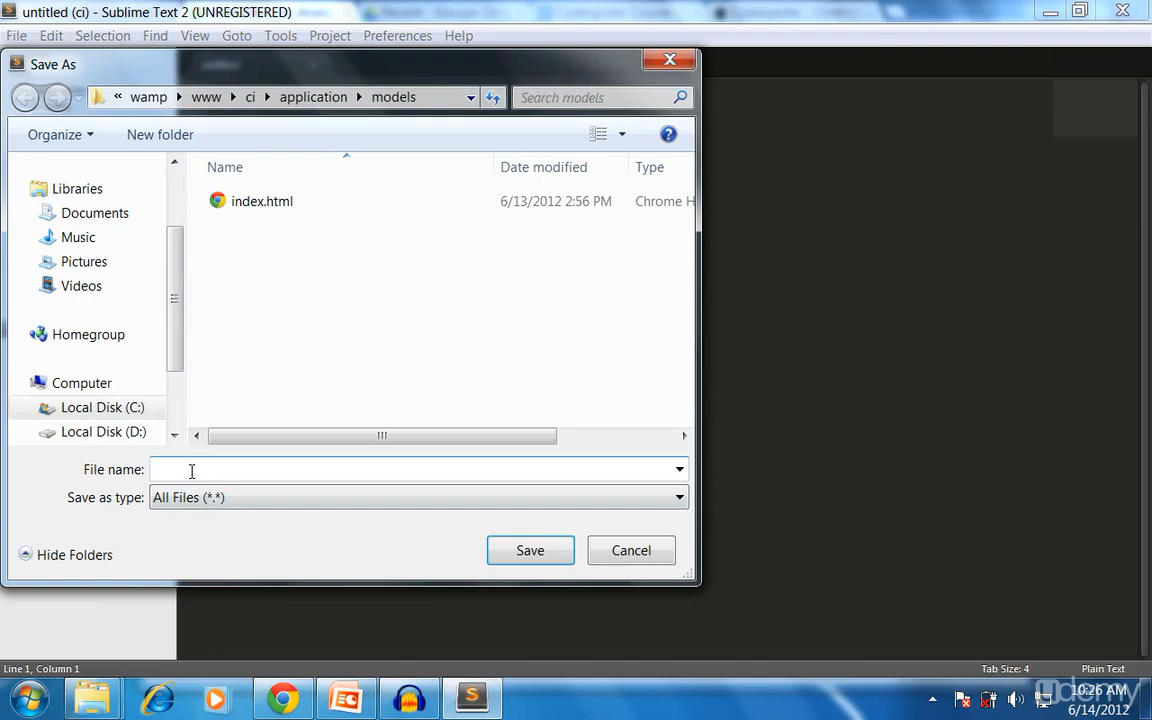 untitled (ci) - Sublime Text 2 (UNREGISTERED)
File Edit Selection Find View Goto Tools Project Preferences Help
Save As
« wamp www ci application models
Search models
Organize New folder
Name Date modified Type
index.html 6/13/2012 2:56 PM Chrome H
Libraries
Documents
Music
Pictures
Videos
Homegroup
Computer
Local Disk (C:)
Local Disk (D:)
File name:
Save as type: All Files (*.*)
Hide Folders
Save Cancel
Line 1, Column 1 Tab Size: 4 Plain Text
10:26 AM
6/14/2012
udemy